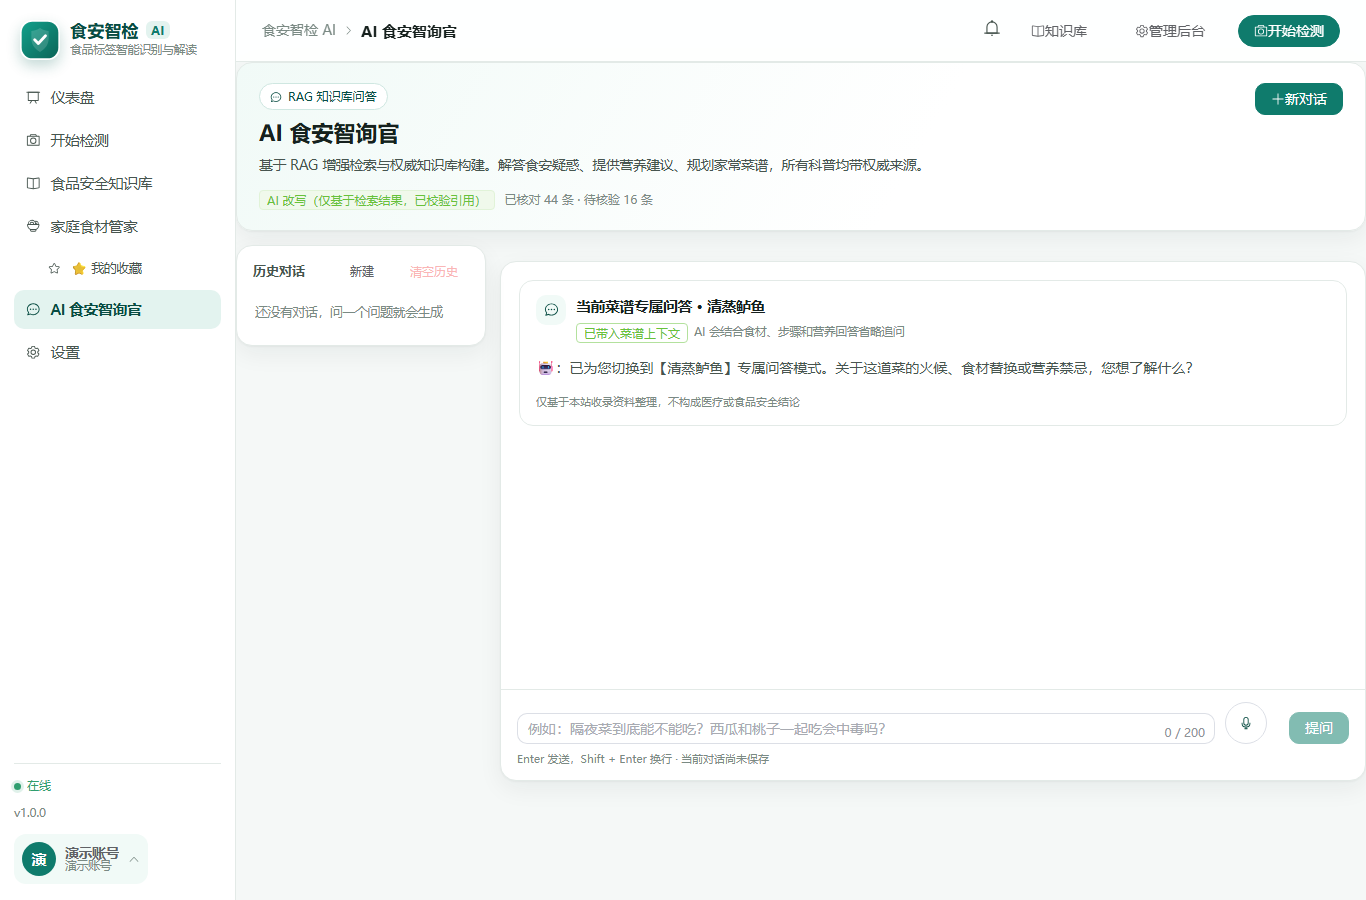 食安智检 AI
食品标签智能识别与解读
仪表盘
开始检测
食品安全知识库
家庭食材管家
我的收藏
AI 食安智询官
设置
在线
v1.0.0
演
演示账号
演示账号
食安智检 AI > AI 食安智询官
知识库
管理后台
开始检测
RAG 知识库问答
AI 食安智询官
基于 RAG 增强检索与权威知识库构建。解答食安疑惑、提供营养建议、规划家常菜谱，所有科普均带权威来源。
AI 改写（仅基于检索结果，已校验引用） 已核对 44 条 · 待核验 16 条
+新对话
历史对话 新建 清空历史
还没有对话，问一个问题就会生成
当前菜谱专属问答 • 清蒸鲈鱼
已带入菜谱上下文 AI 会结合食材、步骤和营养回答省略追问
：已为您切换到【清蒸鲈鱼】专属问答模式。关于这道菜的火候、食材替换或营养禁忌，您想了解什么？
仅基于本站收录资料整理，不构成医疗或食品安全结论
例如：隔夜菜到底能不能吃？西瓜和桃子一起吃会中毒吗？
0 / 200
提问
Enter 发送，Shift + Enter 换行 · 当前对话尚未保存